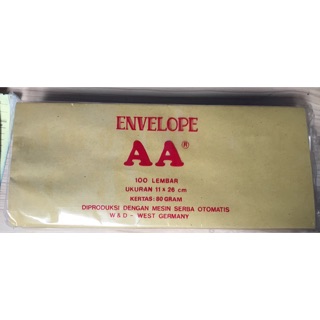 ENVELOPE
AA®
100 LEMBAR
UKURAN 11 x 26 cm
KERTAS: 80 GRAM
DIPRODUKSI DENGAN MESIN SERBA OTOMATIS
W & D - WEST GERMANY